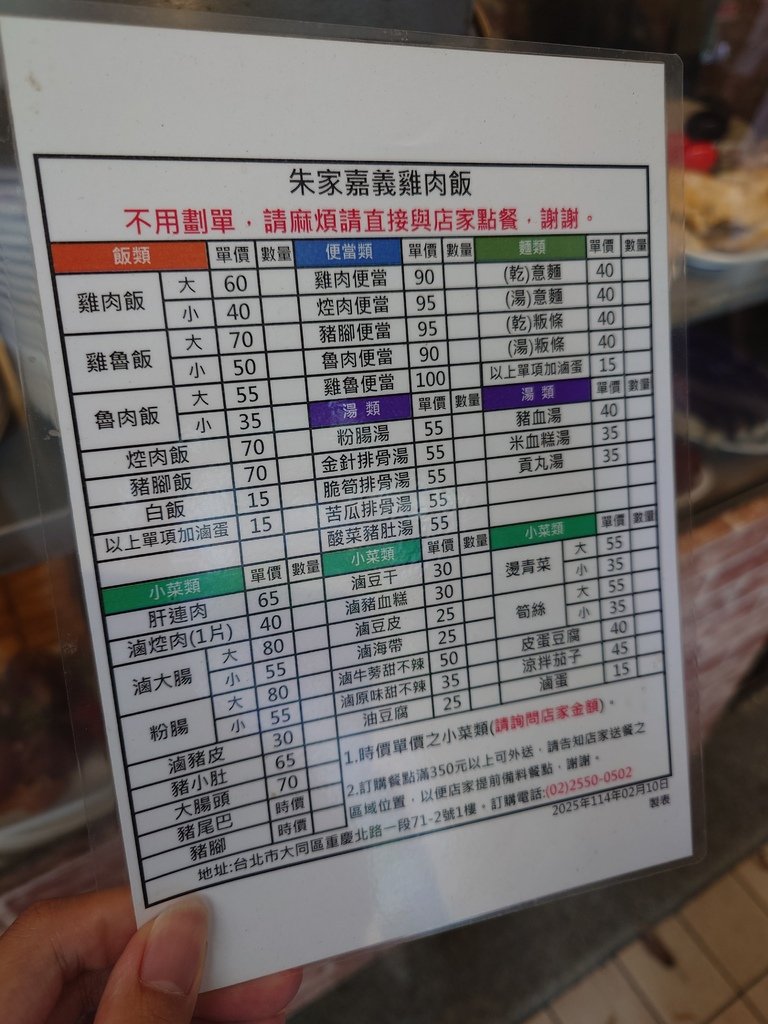 朱家嘉義雞肉飯
不用劃單，請麻煩請直接與店家點餐，謝謝。
飯類 單價 數量
雞肉飯 大 60
小 40
雞魯飯 大 70
小 50
魯肉飯 大 55
小 35
焢肉飯 70
豬腳飯 70
白飯 15
以上單項加滷蛋 15
小菜類 單價 數量
肝連肉 65
滷焢肉(1片) 40
滷大腸 大 80
小 55
粉腸 大 80
小 55
滷豬皮 30
豬小肚 65
大腸頭 70
豬尾巴 時價
豬腳 時價
便當類 單價 數量
雞肉便當 90
焢肉便當 95
豬腳便當 95
魯肉便當 90
雞魯便當 100
湯類 單價 數量
粉腸湯 55
金針排骨湯 55
脆筍排骨湯 55
苦瓜排骨湯 55
酸菜豬肚湯 55
小菜類 單價 數量
滷豆干 30
滷豬血糕 30
滷豆皮 25
滷海帶 25
滷牛蒡甜不辣 50
滷原味甜不辣 35
油豆腐 25
麵類 單價 數量
(乾)意麵 40
(湯)意麵 40
(乾)粄條 40
(湯)粄條 40
以上單項加滷蛋 15
湯類 單價 數量
豬血湯 40
米血糕湯 35
貢丸湯 35
小菜類 單價 數量
燙青菜 大 55
小 35
筍絲 大 55
小 35
皮蛋豆腐 40
涼拌茄子 45
滷蛋 15
1.時價單價之小菜類(請詢問店家金額)。
2.訂購餐點滿350元以上可外送，請告知店家送餐之
區域位置，以便店家提前備料餐點，謝謝。
地址:台北市大同區重慶北路一段71-2號1樓。訂購電話:(02)2550-0502
2025年114年02月10日
製表